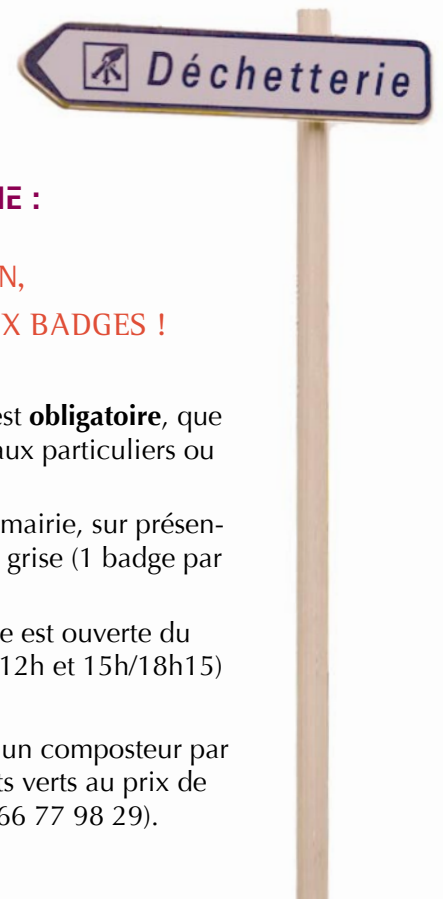 Déchetterie
E :
N,
X BADGES !
est obligatoire, que
aux particuliers ou
mairie, sur présen-
grise (1 badge par
e est ouverte du
12h et 15h/18h15)
un composteur par
ts verts au prix de
66 77 98 29).